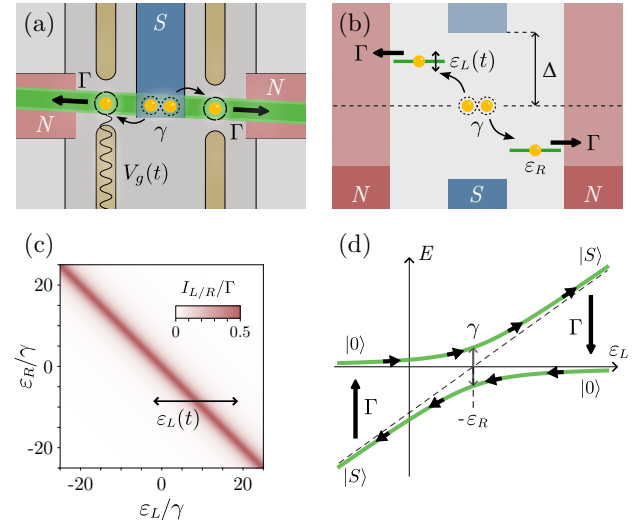 (a)
S
Γ
N
γ
Γ
N
V_g(t)
(b)
Γ
ε_L(t)
Δ
γ
Γ
ε_R
N
S
N
(c)
20
0
-20
ε_R/γ
I_{L/R}/Γ
0
0.5
ε_L(t)
-20
0
20
ε_L/γ
(d)
E
|S⟩
|0⟩
γ
Γ
ε_L
Γ
-ε_R
|0⟩
|S⟩